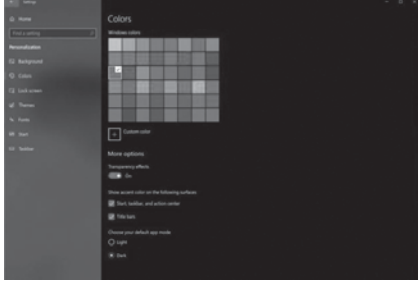 Settings
Home
Find a setting
Personalization
Background
Colors
Lock screen
Themes
Fonts
Start
Taskbar
Colors
Windows colors
Custom color
More options
Transparency effects
On
Show accent color on the following surfaces
Start, taskbar, and action center
Title bars
Choose your default app mode
Light
Dark